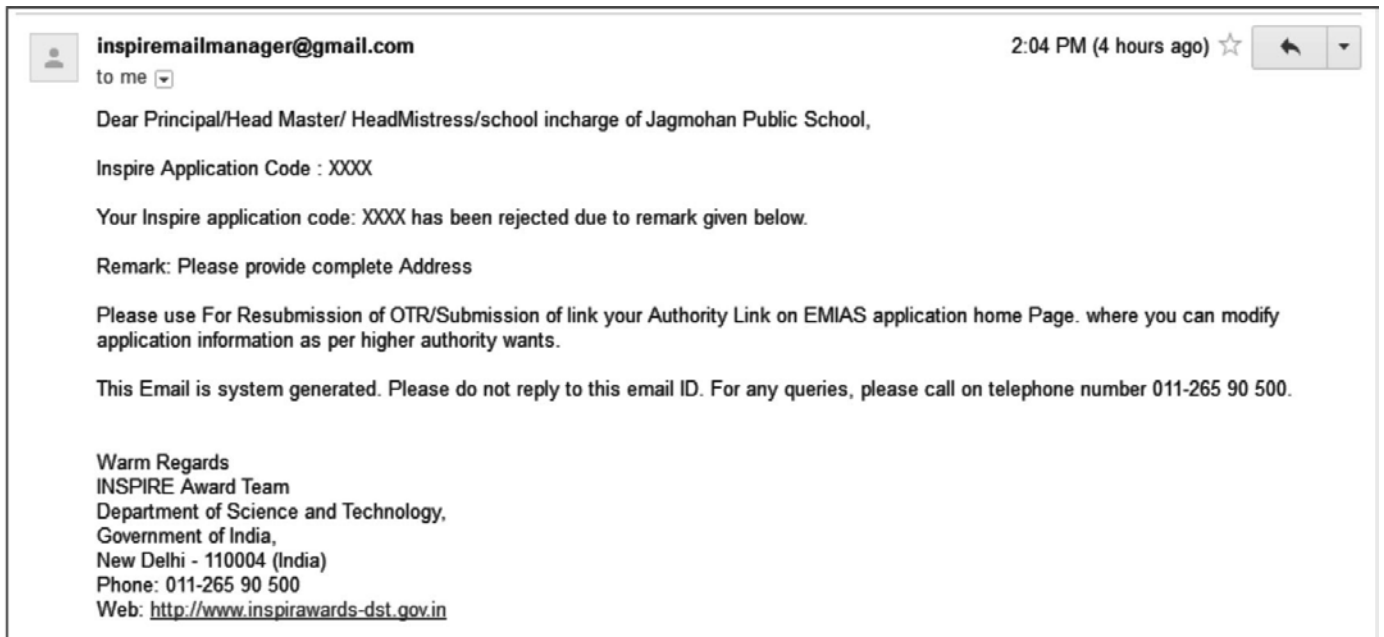 inspiremailmanager@gmail.com
2:04 PM (4 hours ago)
to me
Dear Principal/Head Master/ HeadMistress/school incharge of Jagmohan Public School,
Inspire Application Code : XXXX
Your Inspire application code: XXXX has been rejected due to remark given below.
Remark: Please provide complete Address
Please use For Resubmission of OTR/Submission of link your Authority Link on EMIAS application home Page. where you can modify
application information as per higher authority wants.
This Email is system generated. Please do not reply to this email ID. For any queries, please call on telephone number 011-265 90 500.
Warm Regards
INSPIRE Award Team
Department of Science and Technology,
Government of India,
New Delhi - 110004 (India)
Phone: 011-265 90 500
Web: http://www.inspirawards-dst.gov.in